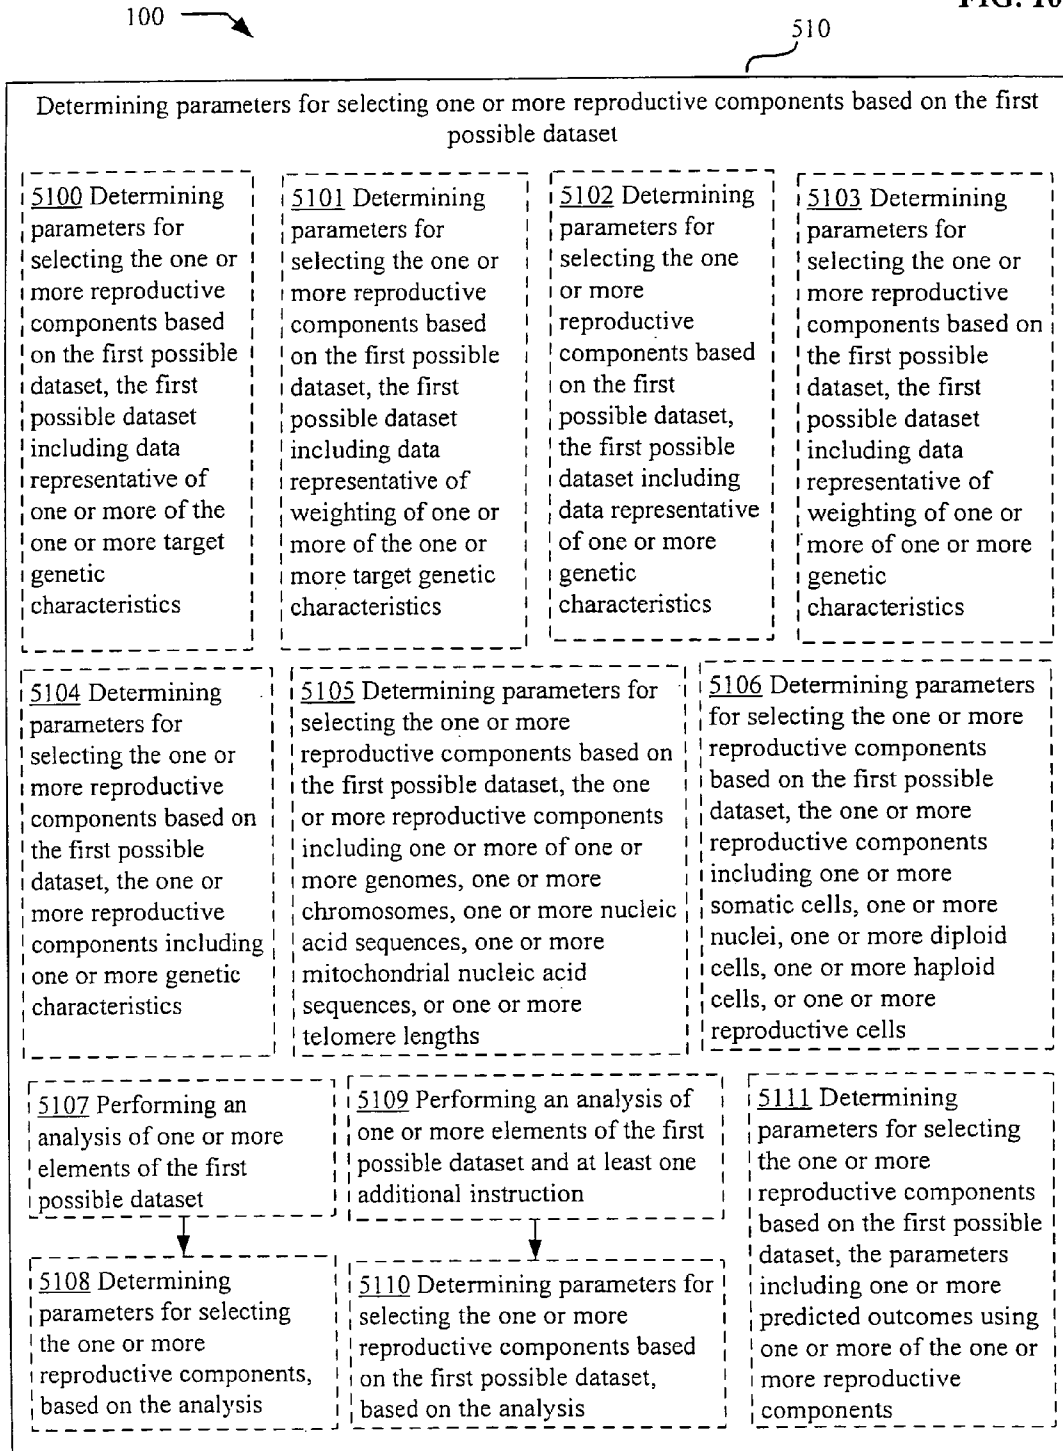 FIG. 10
100
510
Determining parameters for selecting one or more reproductive components based on the first
possible dataset
5100 Determining
parameters for
selecting the one or
more reproductive
components based
on the first possible
dataset, the first
possible dataset
including data
representative of
one or more of the
one or more target
genetic
characteristics
5101 Determining
parameters for
selecting the one or
more reproductive
components based
on the first possible
dataset, the first
possible dataset
including data
representative of
weighting of one or
more of the one or
more target genetic
characteristics
5102 Determining
parameters for
selecting the one
or more
reproductive
components based
on the first
possible dataset,
the first possible
dataset including
data representative
of one or more
genetic
characteristics
5103 Determining
parameters for
selecting the one or
more reproductive
components based on
the first possible
dataset, the first
possible dataset
including data
representative of
weighting of one or
more of one or more
genetic
characteristics
5104 Determining
parameters for
selecting the one or
more reproductive
components based on
the first possible
dataset, the one or
more reproductive
components including
one or more genetic
characteristics
5105 Determining parameters for
selecting the one or more
reproductive components based on
the first possible dataset, the one
or more reproductive components
including one or more of one or
more genomes, one or more
chromosomes, one or more nucleic
acid sequences, one or more
mitochondrial nucleic acid
sequences, or one or more
telomere lengths
5106 Determining parameters
for selecting the one or more
reproductive components
based on the first possible
dataset, the one or more
reproductive components
including one or more
somatic cells, one or more
nuclei, one or more diploid
cells, one or more haploid
cells, or one or more
reproductive cells
5107 Performing an
analysis of one or more
elements of the first
possible dataset
5108 Determining
parameters for selecting
the one or more
reproductive components,
based on the analysis
5109 Performing an analysis of
one or more elements of the first
possible dataset and at least one
additional instruction
5110 Determining parameters for
selecting the one or more
reproductive components based
on the first possible dataset,
based on the analysis
5111 Determining
parameters for selecting
the one or more
reproductive components
based on the first possible
dataset, the parameters
including one or more
predicted outcomes using
one or more of the one or
more reproductive
components